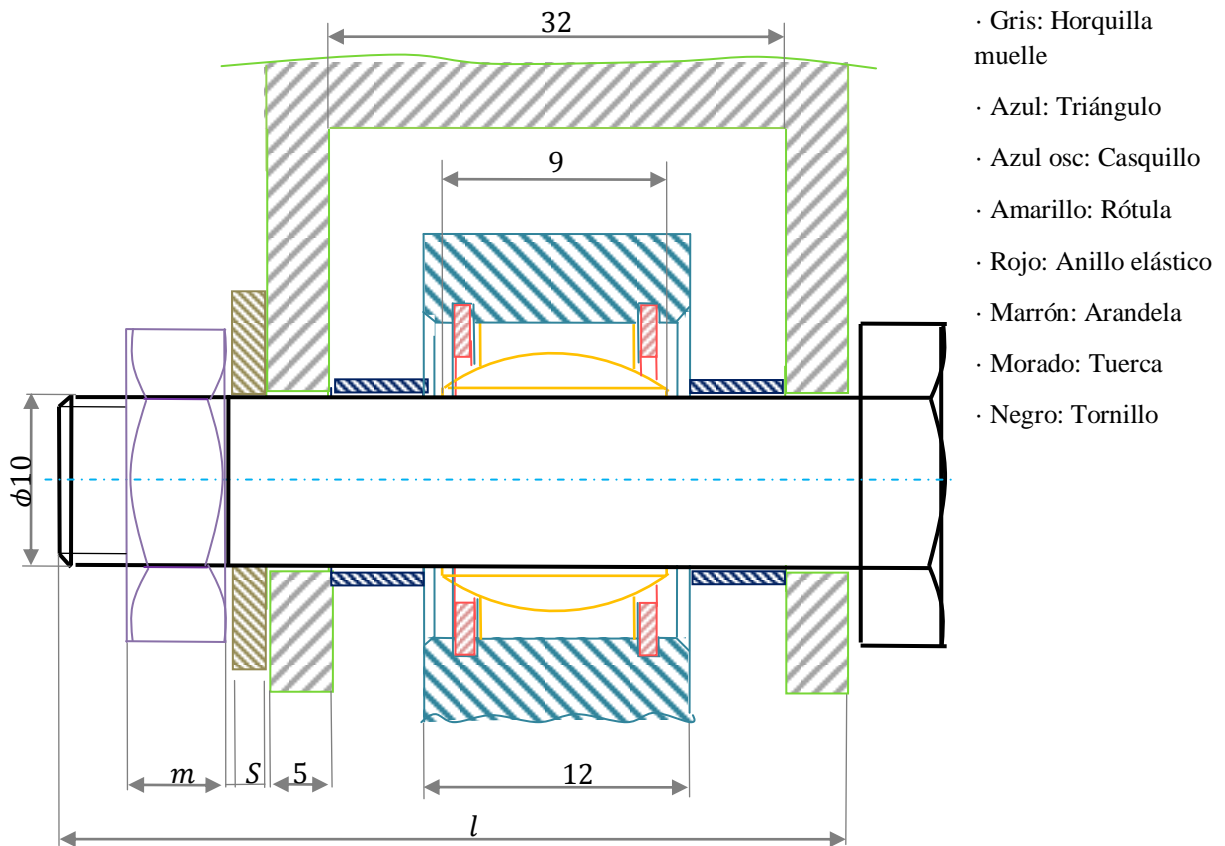 32
· Gris: Horquilla
muelle
· Azul: Triángulo
9
· Azul osc: Casquillo
· Amarillo: Rótula
· Rojo: Anillo elástico
· Marrón: Arandela
· Morado: Tuerca
· Negro: Tornillo
ϕ10
m
S
5
12
l